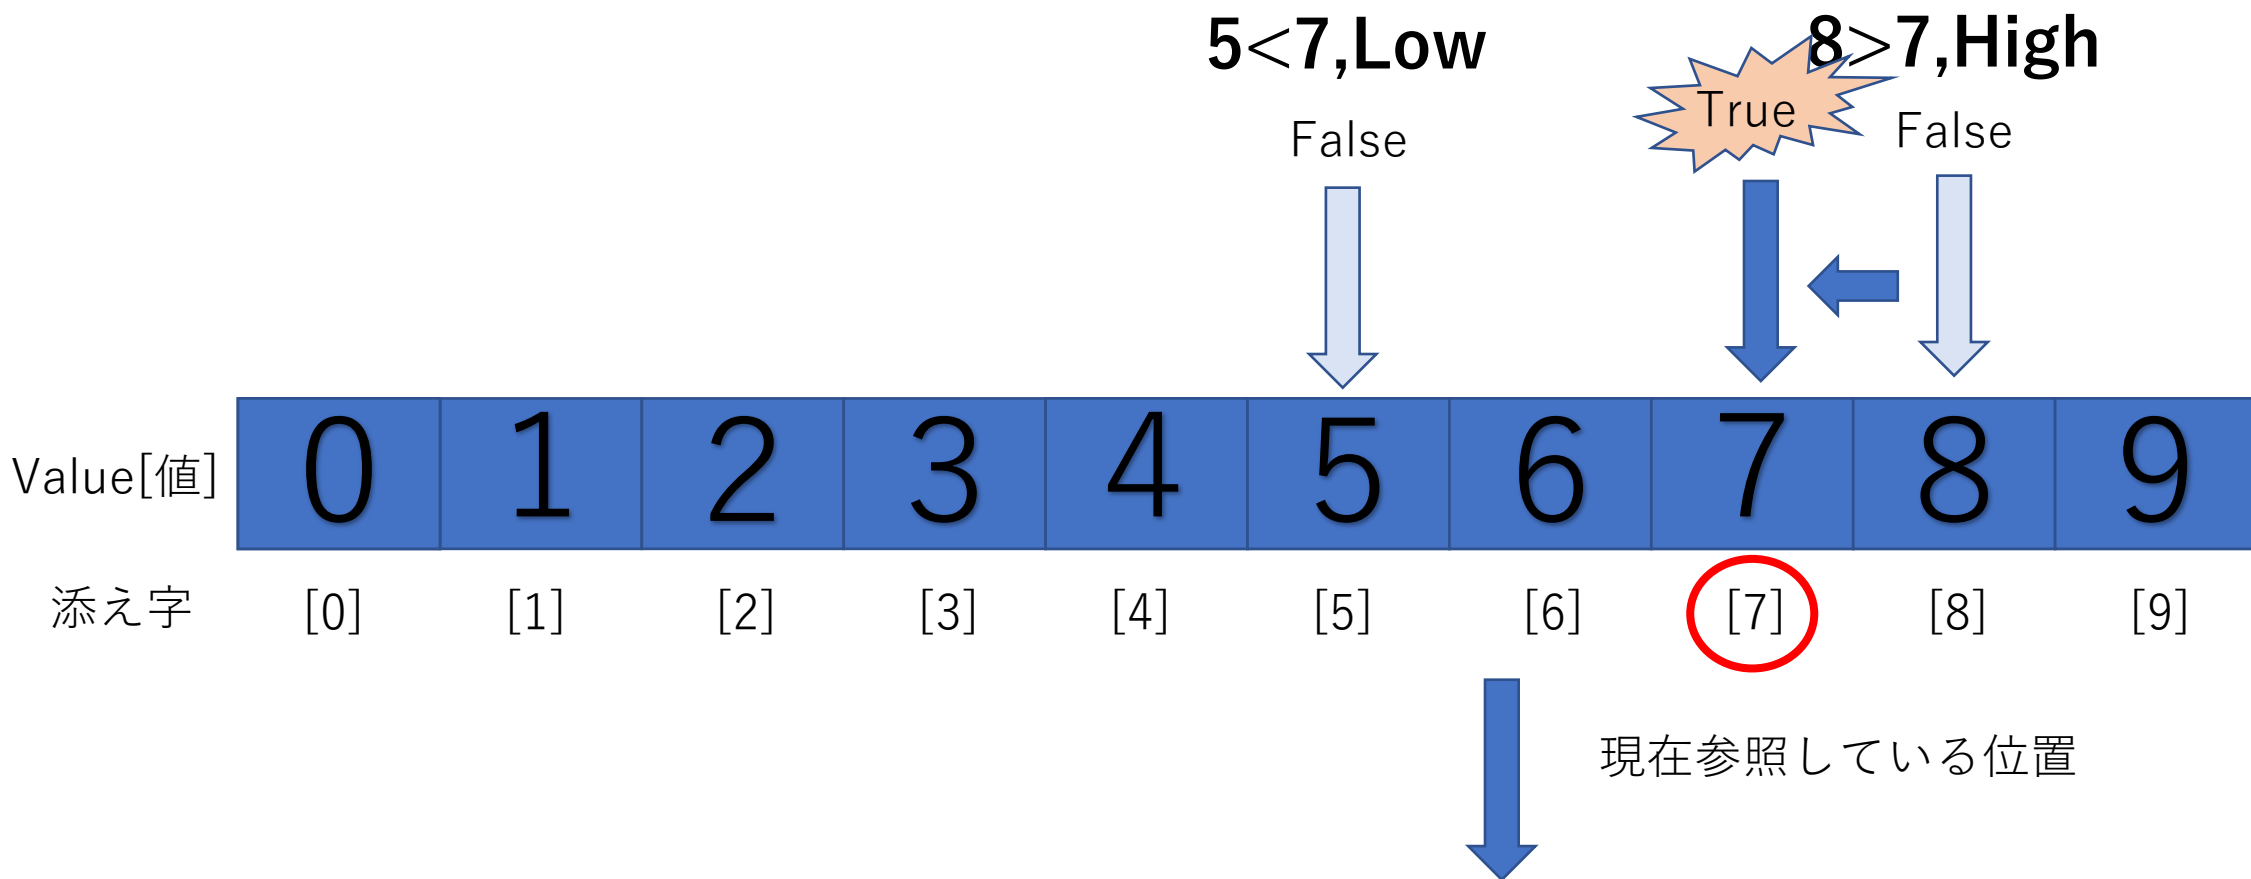 5<7,Low
8>7,High
False
True
False
Value[値]
0 1 2 3 4 5 6 7 8 9
添え字
[0] [1] [2] [3] [4] [5] [6] [7] [8] [9]
現在参照している位置